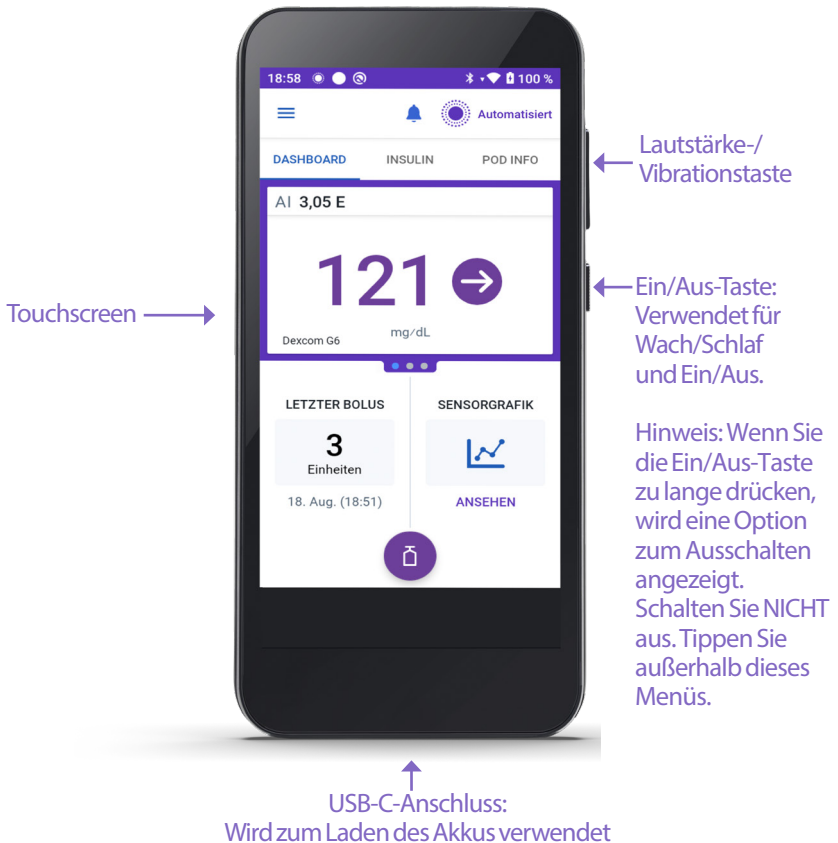 18:58 100 %
Automatisiert
DASHBOARD INSULIN POD INFO
AI 3,05 E
121
mg/dL
Dexcom G6
LETZTER BOLUS
3
Einheiten
18. Aug. (18:51)
SENSORGRAFIK
ANSEHEN
Touchscreen
Lautstärke-/
Vibrationstaste
Ein/Aus-Taste:
Verwendet für
Wach/Schlaf
und Ein/Aus.
Hinweis: Wenn Sie
die Ein/Aus-Taste
zu lange drücken,
wird eine Option
zum Ausschalten
angezeigt.
Schalten Sie NICHT
aus. Tippen Sie
außerhalb dieses
Menüs.
USB-C-Anschluss:
Wird zum Laden des Akkus verwendet